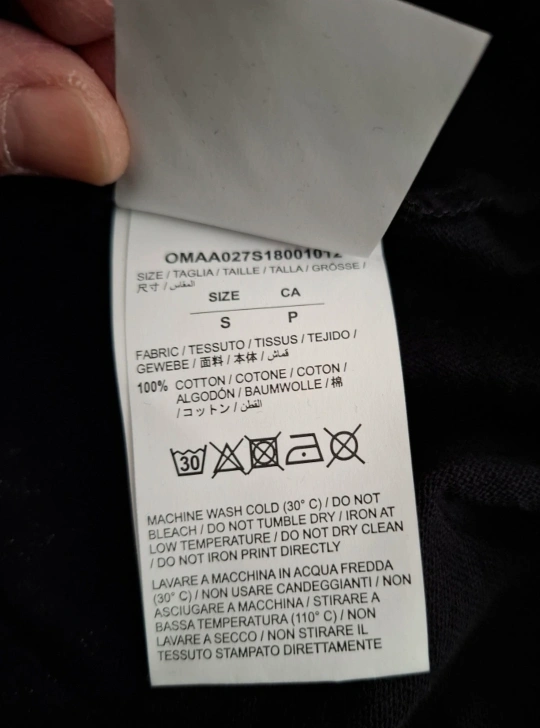 OMAA027S18001012
SIZE / TAGLIA / TAILLE / TALLA / GRÖSSE /
尺寸 / المقاس
SIZE CA
S P
FABRIC / TESSUTO / TISSUS / TEJIDO /
GEWEBE / 面料 / 本体 / قماش
100% COTTON / COTONE / COTON /
ALGODÓN / BAUMWOLLE / 棉
/ コットン / القطن
30
MACHINE WASH COLD (30° C) / DO NOT
BLEACH / DO NOT TUMBLE DRY / IRON AT
LOW TEMPERATURE / DO NOT DRY CLEAN
/ DO NOT IRON PRINT DIRECTLY
LAVARE A MACCHINA IN ACQUA FREDDA
(30° C) / NON USARE CANDEGGIANTI / NON
ASCIUGARE A MACCHINA / STIRARE A
BASSA TEMPERATURA (110° C) / NON
LAVARE A SECCO / NON STIRARE IL
TESSUTO STAMPATO DIRETTAMENTE